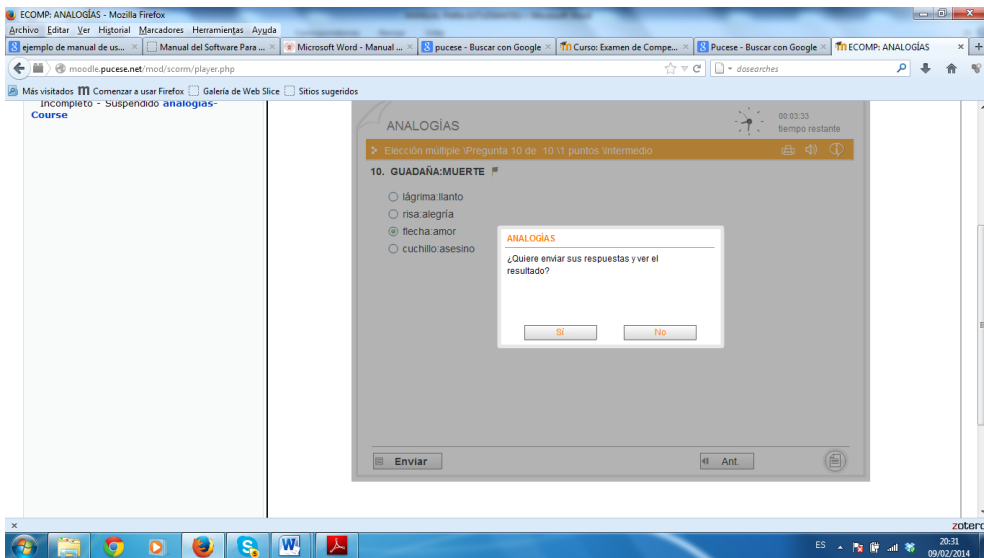 ECOMP: ANALOGÍAS - Mozilla Firefox
Archivo Editar Ver Historial Marcadores Herramientas Ayuda
ejemplo de manual de us... × Manual del Software Para ... × Microsoft Word - Manual ... × pucese - Buscar con Google × Curso: Examen de Compe... × Pucese - Buscar con Google × ECOMP: ANALOGÍAS × +
moodle.pucese.net/mod/scorm/player.php dosearches
Más visitados Comenzar a usar Firefox Galería de Web Slice Sitios sugeridos
Incompleto - Suspendido analogias-
Course
ANALOGÍAS
00:03:33
tiempo restante
Elección múltiple \Pregunta 10 de 10 \1 puntos \Intermedio
10. GUADAÑA:MUERTE
lágrima:llanto
risa:alegría
flecha:amor
cuchillo:asesino
ANALOGÍAS
¿Quiere enviar sus respuestas y ver el
resultado?
Sí No
Enviar Ant.
× zotero
ES 20:31
09/02/2014